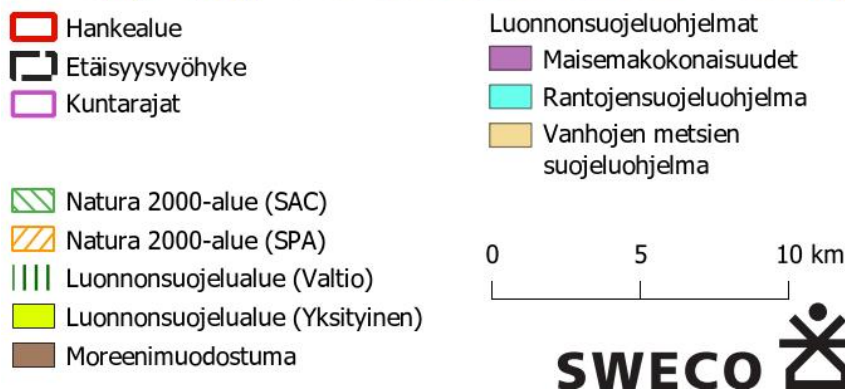 Hankealue
Etäisyysvyöhyke
Kuntarajat
Natura 2000-alue (SAC)
Natura 2000-alue (SPA)
Luonnonsuojelualue (Valtio)
Luonnonsuojelualue (Yksityinen)
Moreenimuodostuma
Luonnonsuojeluohjelmat
Maisemakokonaisuudet
Rantojensuojeluohjelma
Vanhojen metsien
suojeluohjelma
0 5 10 km
SWECO